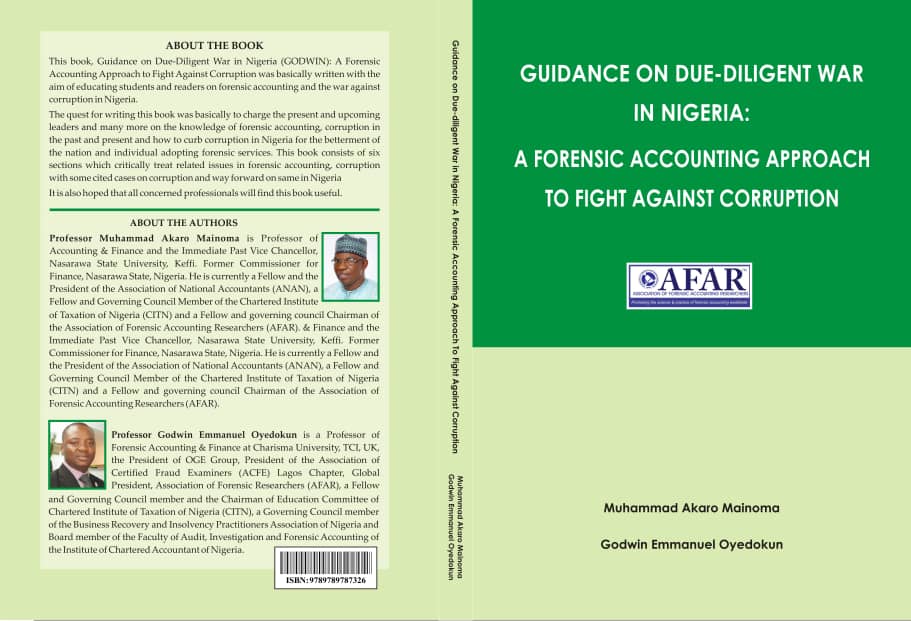 ABOUT THE BOOK
This book, Guidance on Due-Diligent War in Nigeria (GODWIN): A Forensic
Accounting Approach to Fight Against Corruption was basically written with the
aim of educating students and readers on forensic accounting and the war against
corruption in Nigeria.
The quest for writing this book was basically to charge the present and upcoming
leaders and many more on the knowledge of forensic accounting, corruption in
the past and present and how to curb corruption in Nigeria for the betterment of
the nation and individual adopting forensic services. This book consists of six
sections which critically treat related issues in forensic accounting, corruption
with some cited cases on corruption and way forward on same in Nigeria
It is also hoped that all concerned professionals will find this book useful.
ABOUT THE AUTHORS
Professor Muhammad Akaro Mainoma is Professor of
Accounting & Finance and the Immediate Past Vice Chancellor,
Nasarawa State University, Keffi. Former Commissioner for
Finance, Nasarawa State, Nigeria. He is currently a Fellow and the
President of the Association of National Accountants (ANAN), a
Fellow and Governing Council Member of the Chartered Institute
of Taxation of Nigeria (CITN) and a Fellow and governing council Chairman of
the Association of Forensic Accounting Researchers (AFAR). & Finance and the
Immediate Past Vice Chancellor, Nasarawa State University, Keffi. Former
Commissioner for Finance, Nasarawa State, Nigeria. He is currently a Fellow and
the President of the Association of National Accountants (ANAN), a Fellow and
Governing Council Member of the Chartered Institute of Taxation of Nigeria
(CITN) and a Fellow and governing council Chairman of the Association of
Forensic Accounting Researchers (AFAR).
Professor Godwin Emmanuel Oyedokun is a Professor of
Forensic Accounting & Finance at Charisma University, TCI, UK,
the President of OGE Group, President of the Association of
Certified Fraud Examiners (ACFE) Lagos Chapter, Global
President, Association of Forensic Researchers (AFAR), a Fellow
and Governing Council member and the Chairman of Education Committee of
Chartered Institute of Taxation of Nigeria (CITN), a Governing Council member
of the Business Recovery and Insolvency Practitioners Association of Nigeria and
Board member of the Faculty of Audit, Investigation and Forensic Accounting of
the Institute of Chartered Accountant of Nigeria.
ISBN: 9789789787326
Guidance on Due-diligent War in Nigeria: A Forensic Accounting Approach To Fight Against Corruption
Muhammad Akaro Mainoma
Godwin Emmanuel Oyedokun
GUIDANCE ON DUE-DILIGENT WAR
IN NIGERIA:
A FORENSIC ACCOUNTING APPROACH
TO FIGHT AGAINST CORRUPTION
AFAR™
ASSOCIATION OF FORENSIC ACCOUNTING RESEARCHERS
Promoting the science & practice of forensic accounting worldwide
Muhammad Akaro Mainoma
Godwin Emmanuel Oyedokun